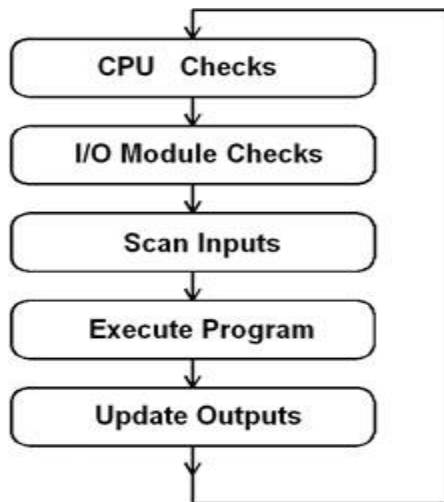 CPU Checks
I/O Module Checks
Scan Inputs
Execute Program
Update Outputs